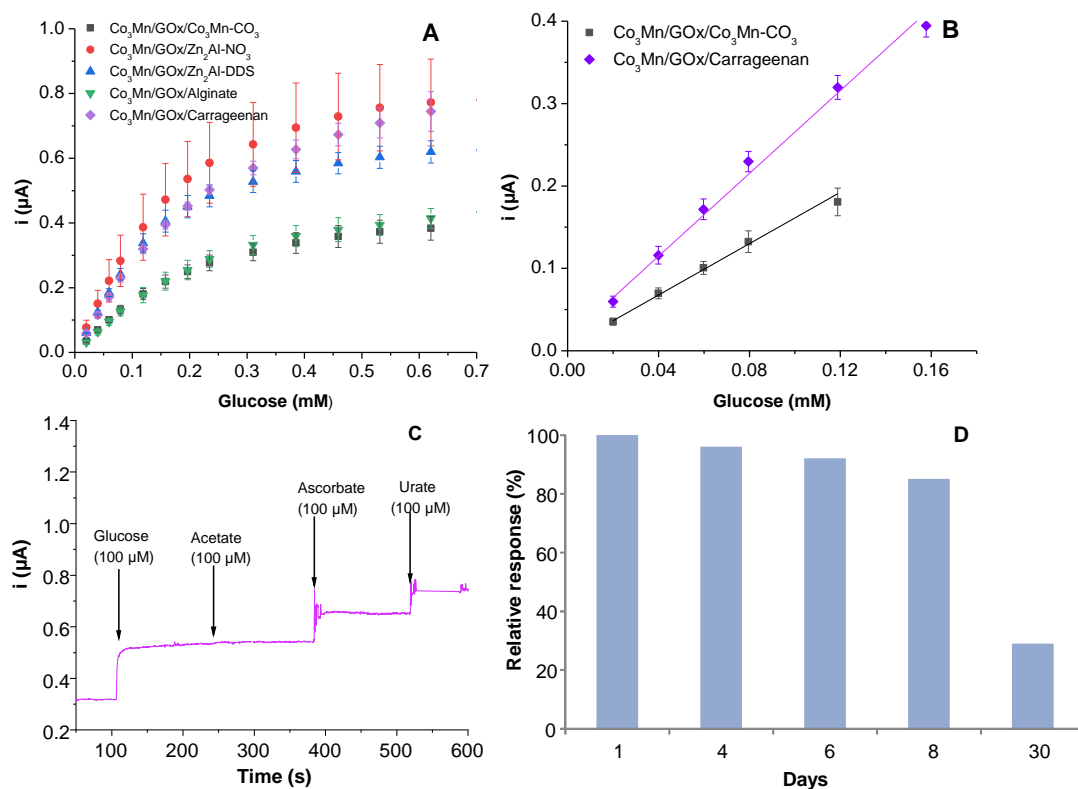 A
Co₃Mn/GOx/Co₃Mn-CO₃
Co₃Mn/GOx/Zn₂Al-NO₃
Co₃Mn/GOx/Zn₂Al-DDS
Co₃Mn/GOx/Alginate
Co₃Mn/GOx/Carrageenan
i (µA)
1.0
0.8
0.6
0.4
0.2
0.0
0.0 0.1 0.2 0.3 0.4 0.5 0.6 0.7
Glucose (mM)
B
Co₃Mn/GOx/Co₃Mn-CO₃
Co₃Mn/GOx/Carrageenan
i (µA)
0.4
0.3
0.2
0.1
0.0
0.00 0.04 0.08 0.12 0.16
Glucose (mM)
C
i (µA)
1.4
1.2
1.0
0.8
0.6
0.4
0.2
Glucose
(100 µM)
Acetate
(100 µM)
Ascorbate
(100 µM)
Urate
(100 µM)
100 200 300 400 500 600
Time (s)
D
Relative response (%)
100
80
60
40
20
0
1 4 6 8 30
Days